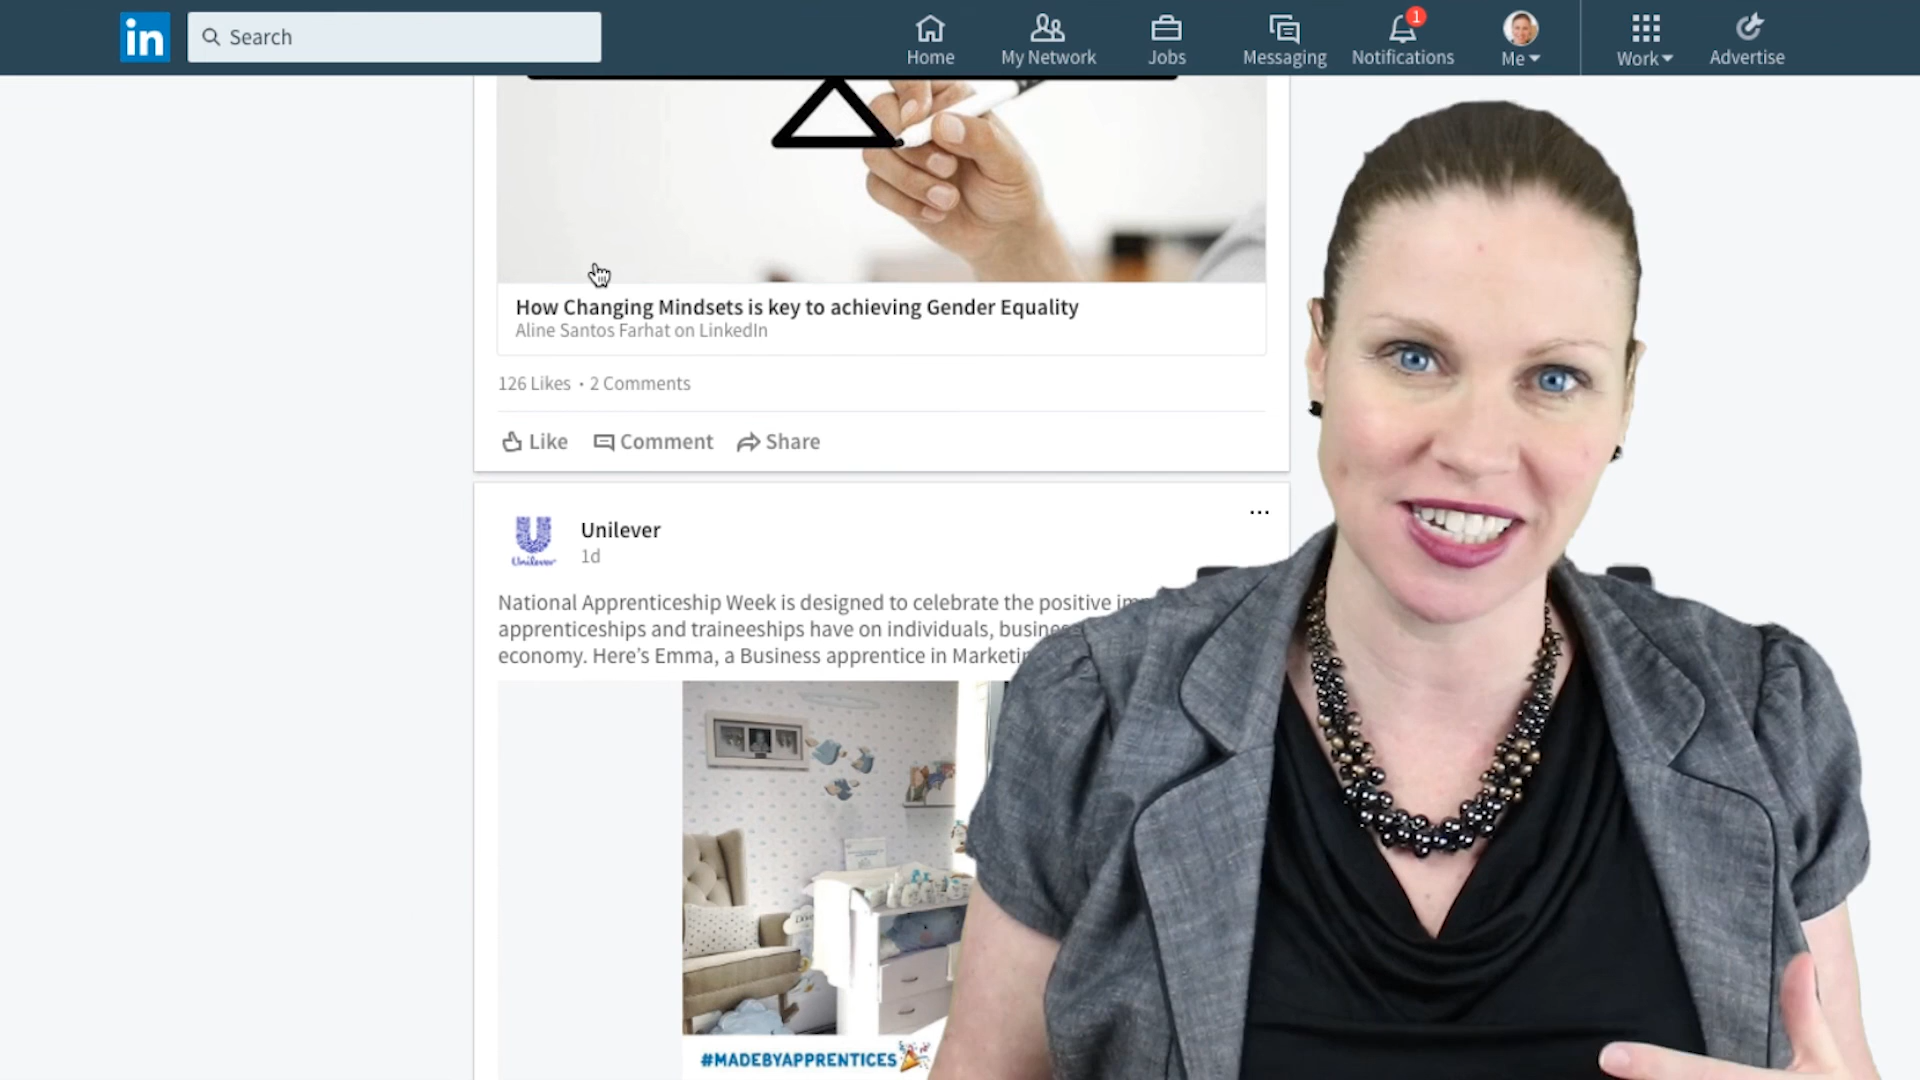 in Search Home My Network Jobs Messaging 1 Notifications Me Work Advertise
How Changing Mindsets is key to achieving Gender Equality
Aline Santos Farhat on LinkedIn
126 Likes • 2 Comments
Like Comment Share
...
Unilever
Unilever
1d
National Apprenticeship Week is designed to celebrate the positive
apprenticeships and traineeships have on individuals,
economy. Here's Emma, a Business apprentice in
#MADEBYAPPRENTICES